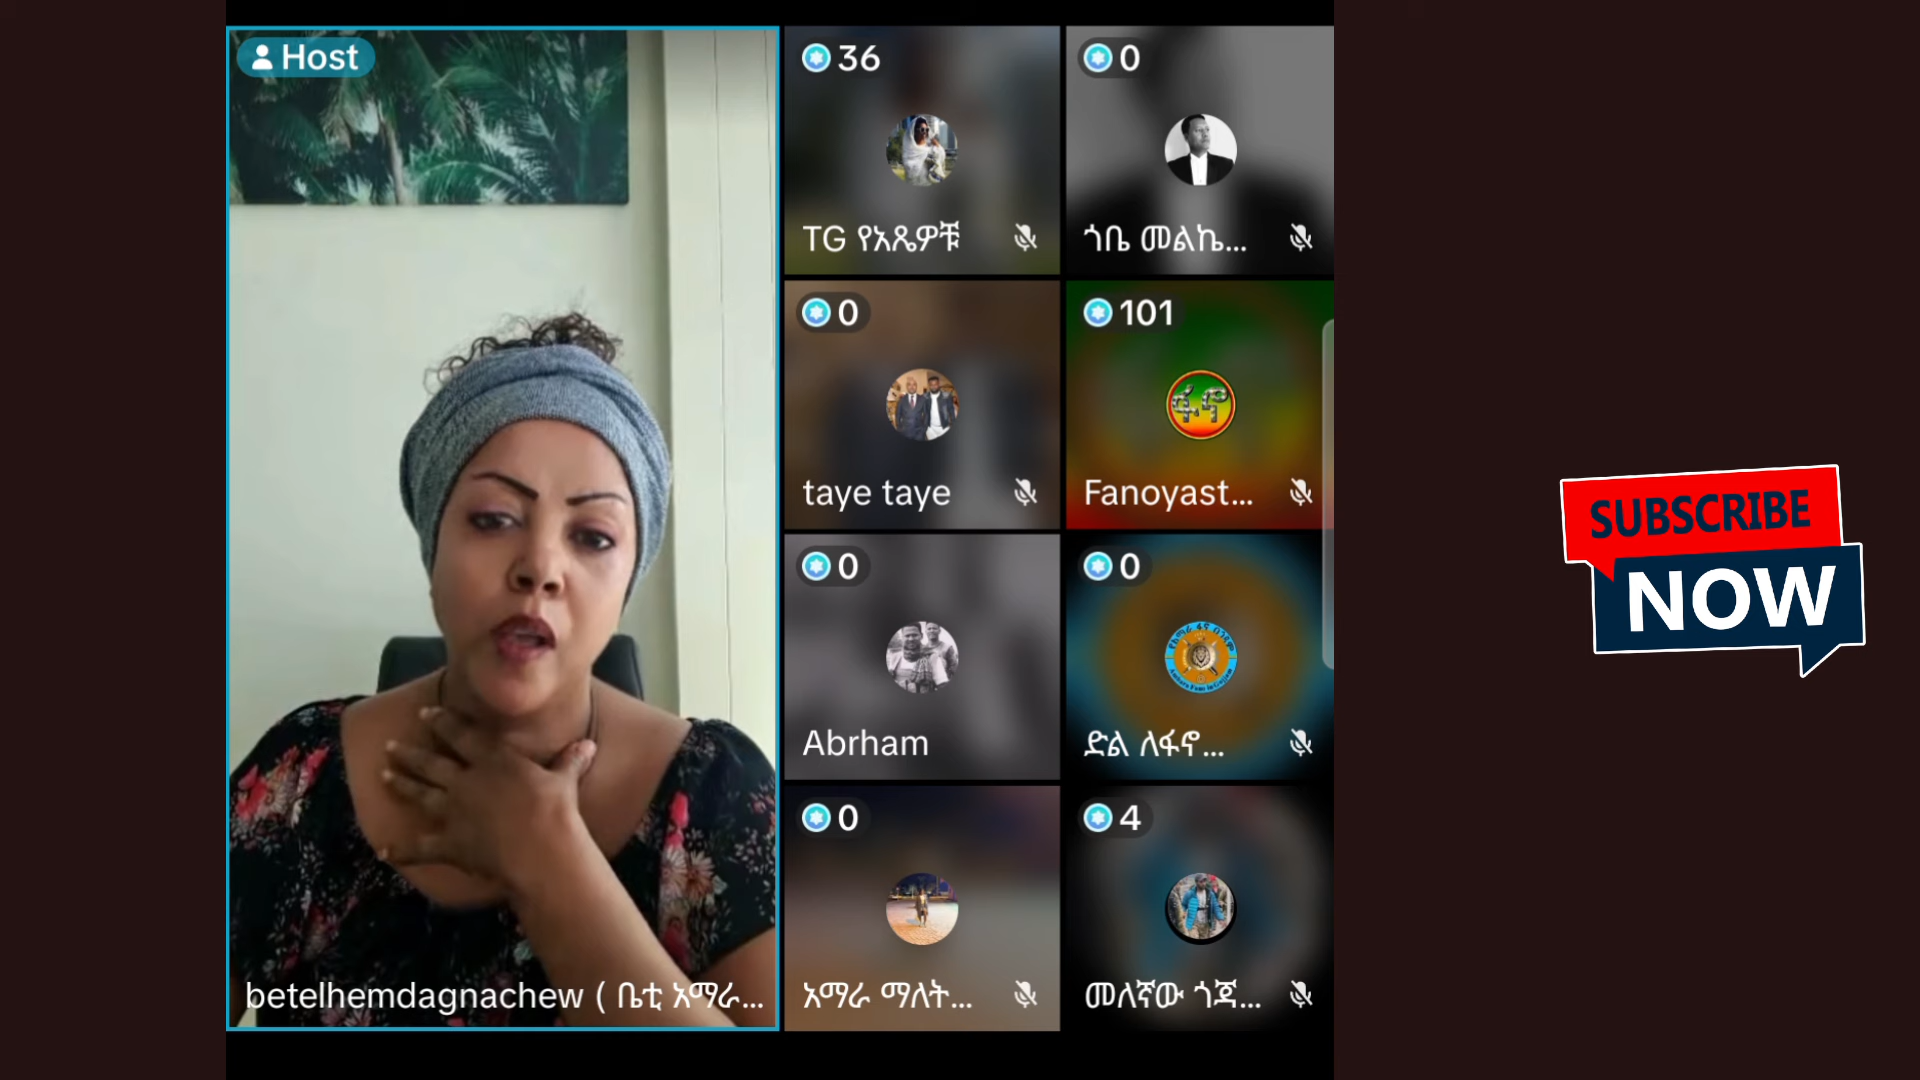 Host
betelhemdagnachew ( ቤቲ አማራ...
36
TG የአጼዎቹ
0
ጎቤ መልኬ...
0
taye taye
101
ፋኖ
Fanoyast...
0
Abrham
0
ድል ለፋኖ...
0
አማራ ማለት...
4
መለኛው ጎጃ...
SUBSCRIBE
NOW